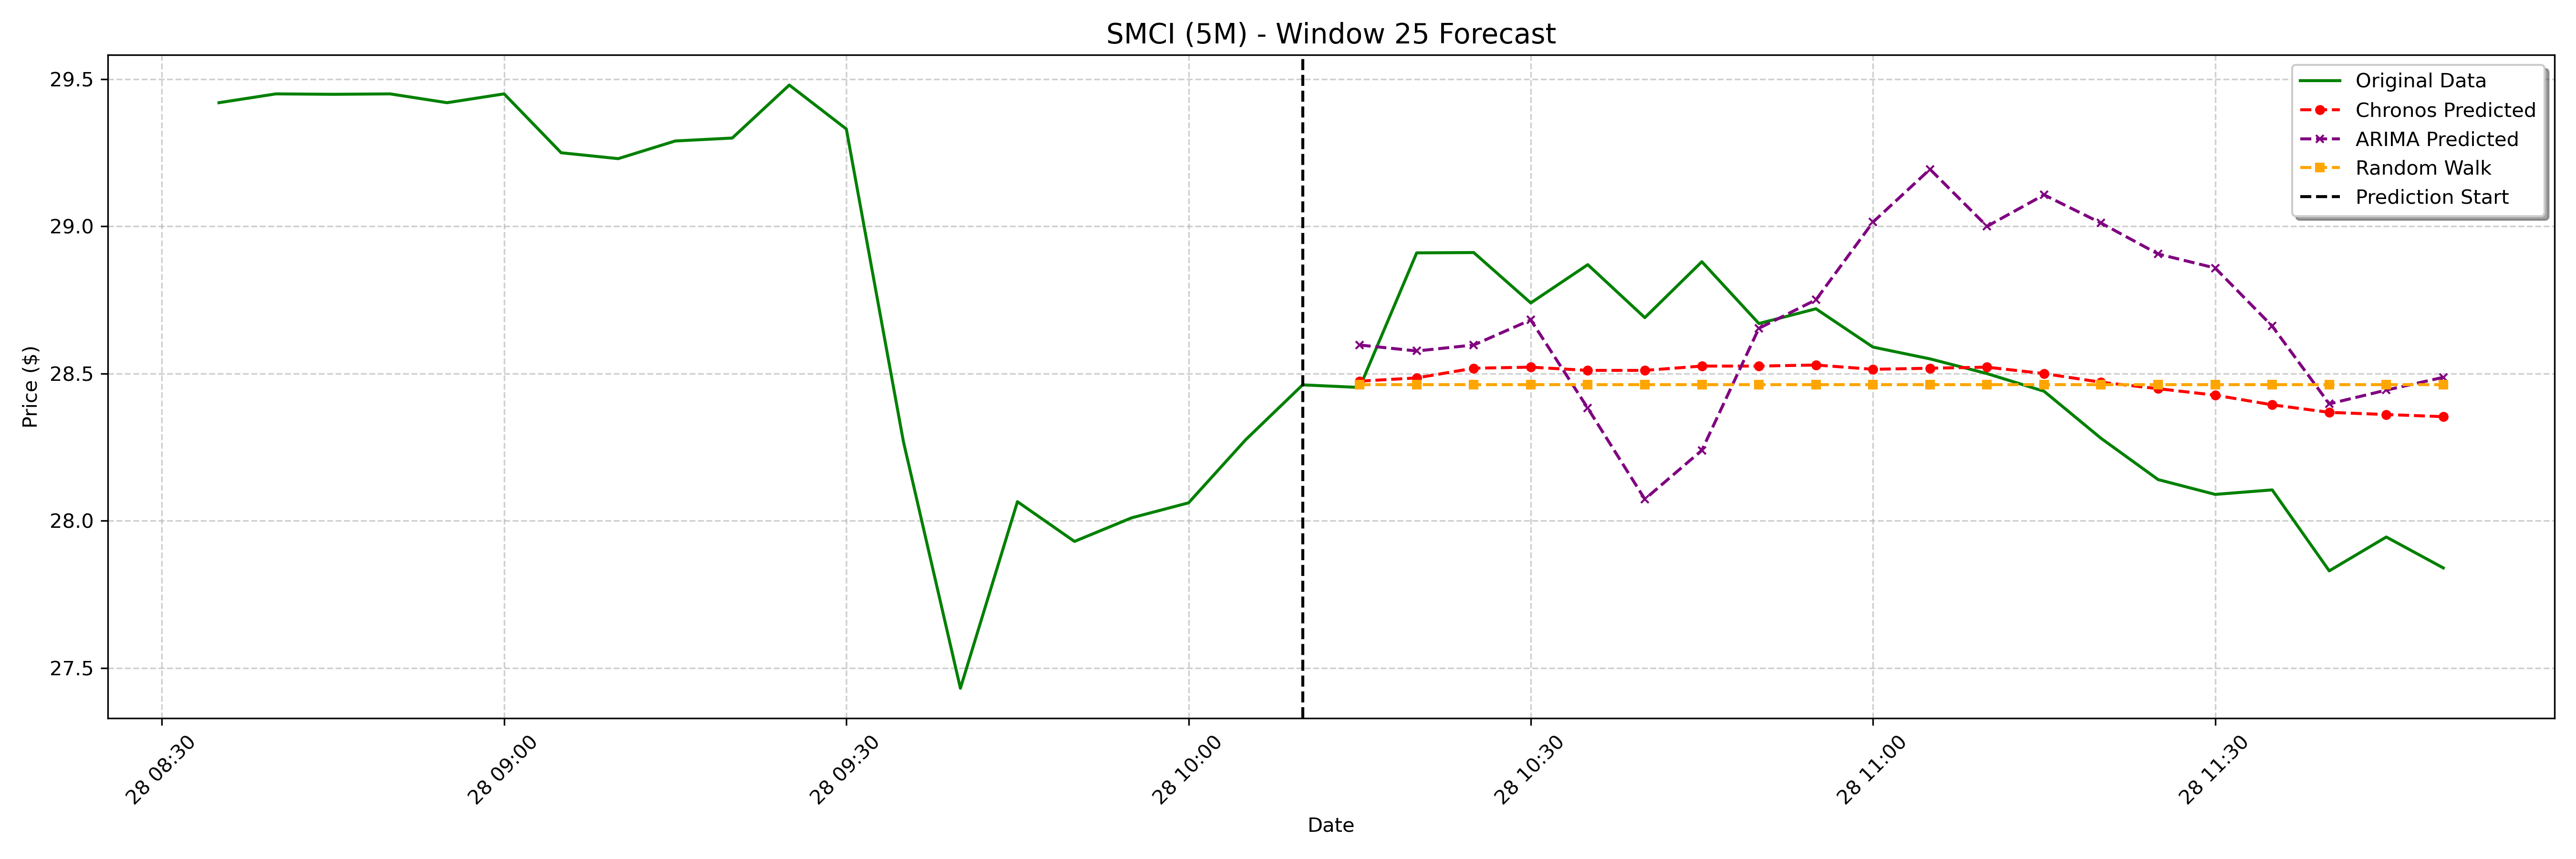 SMCI (5M) - Window 25 Forecast
Price ($)
29.5
29.0
28.5
28.0
27.5
Original Data
Chronos Predicted
ARIMA Predicted
Random Walk
Prediction Start
28 08:30
28 09:00
28 09:30
28 10:00
28 10:30
28 11:00
28 11:30
Date